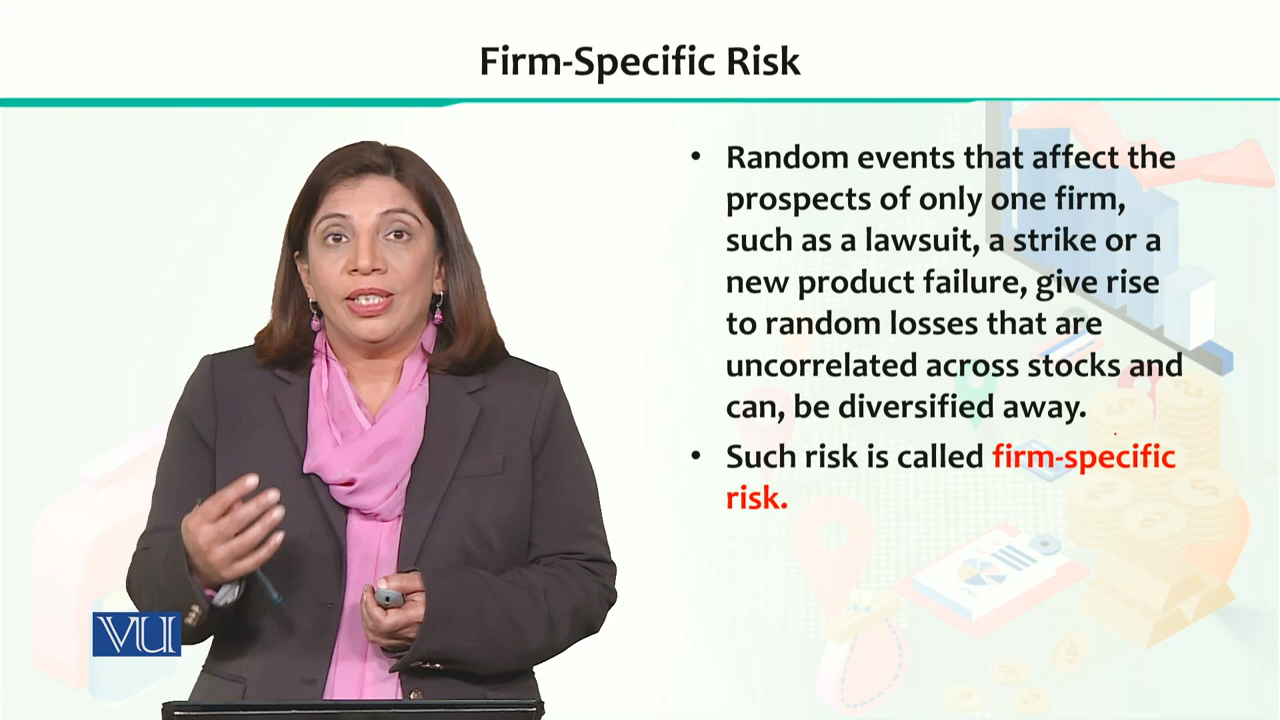 Firm-Specific Risk
• Random events that affect the
prospects of only one firm,
such as a lawsuit, a strike or a
new product failure, give rise
to random losses that are
uncorrelated across stocks and
can, be diversified away.
• Such risk is called firm-specific
risk.
VU